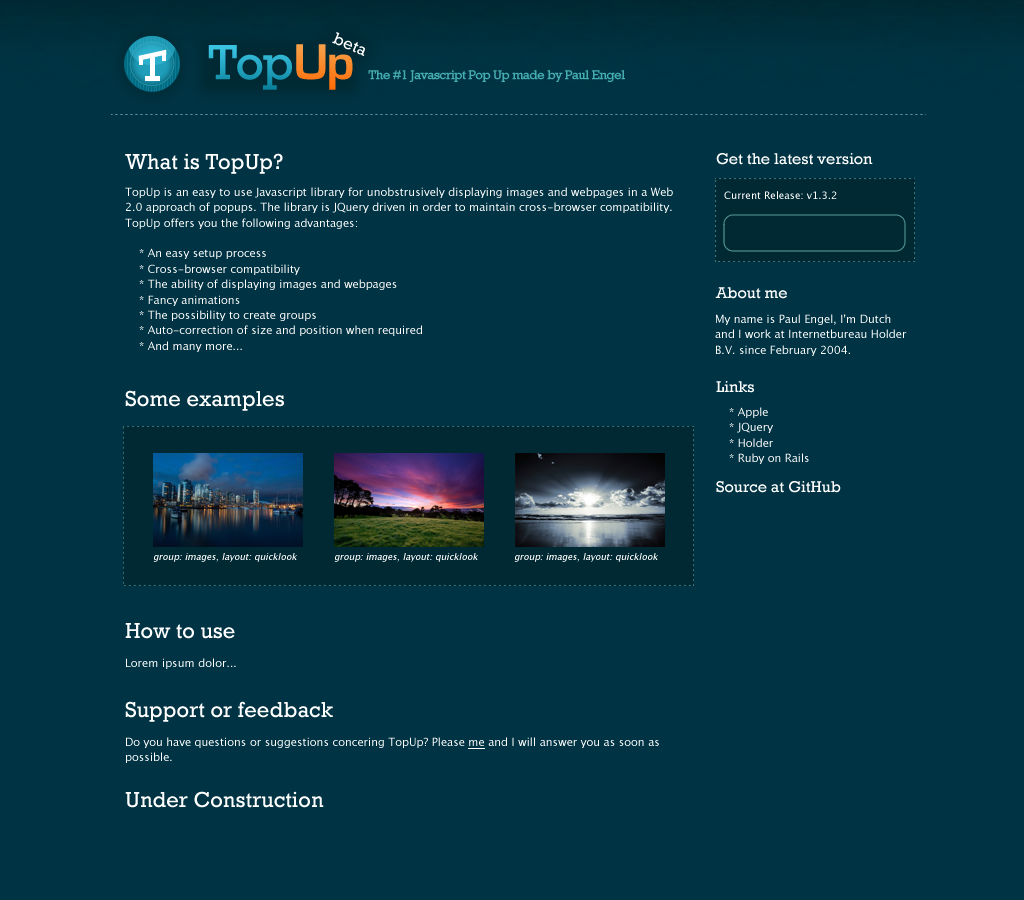 T
TopUp beta
The #1 Javascript Pop Up made by Paul Engel
What is TopUp?
TopUp is an easy to use Javascript library for unobstrusively displaying images and webpages in a Web
2.0 approach of popups. The library is JQuery driven in order to maintain cross-browser compatibility.
TopUp offers you the following advantages:
* An easy setup process
* Cross-browser compatibility
* The ability of displaying images and webpages
* Fancy animations
* The possibility to create groups
* Auto-correction of size and position when required
* And many more...
Some examples
group: images, layout: quicklook
group: images, layout: quicklook
group: images, layout: quicklook
How to use
Lorem ipsum dolor...
Support or feedback
Do you have questions or suggestions concering TopUp? Please me and I will answer you as soon as
possible.
Under Construction
Get the latest version
Current Release: v1.3.2
About me
My name is Paul Engel, I'm Dutch
and I work at Internetbureau Holder
B.V. since February 2004.
Links
* Apple
* JQuery
* Holder
* Ruby on Rails
Source at GitHub